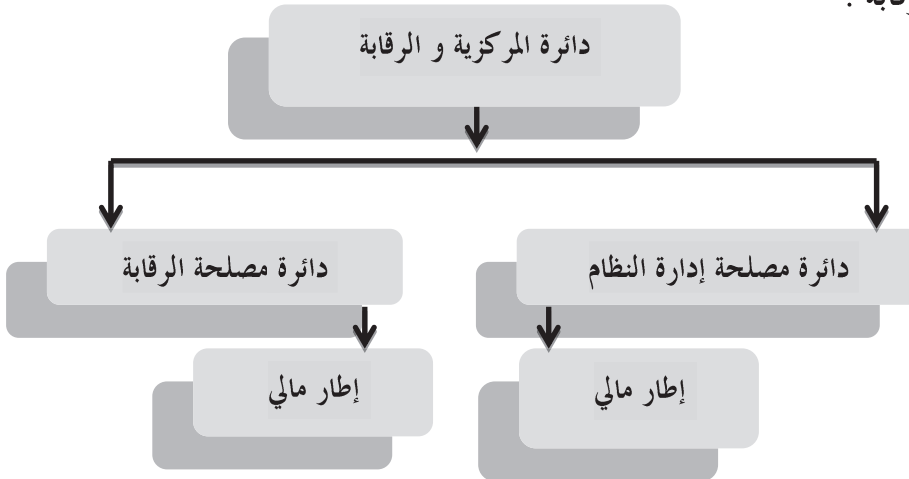 دائرة المركزية و الرقابة
دائرة مصلحة إدارة النظام
دائرة مصلحة الرقابة
إطار مالي
إطار مالي